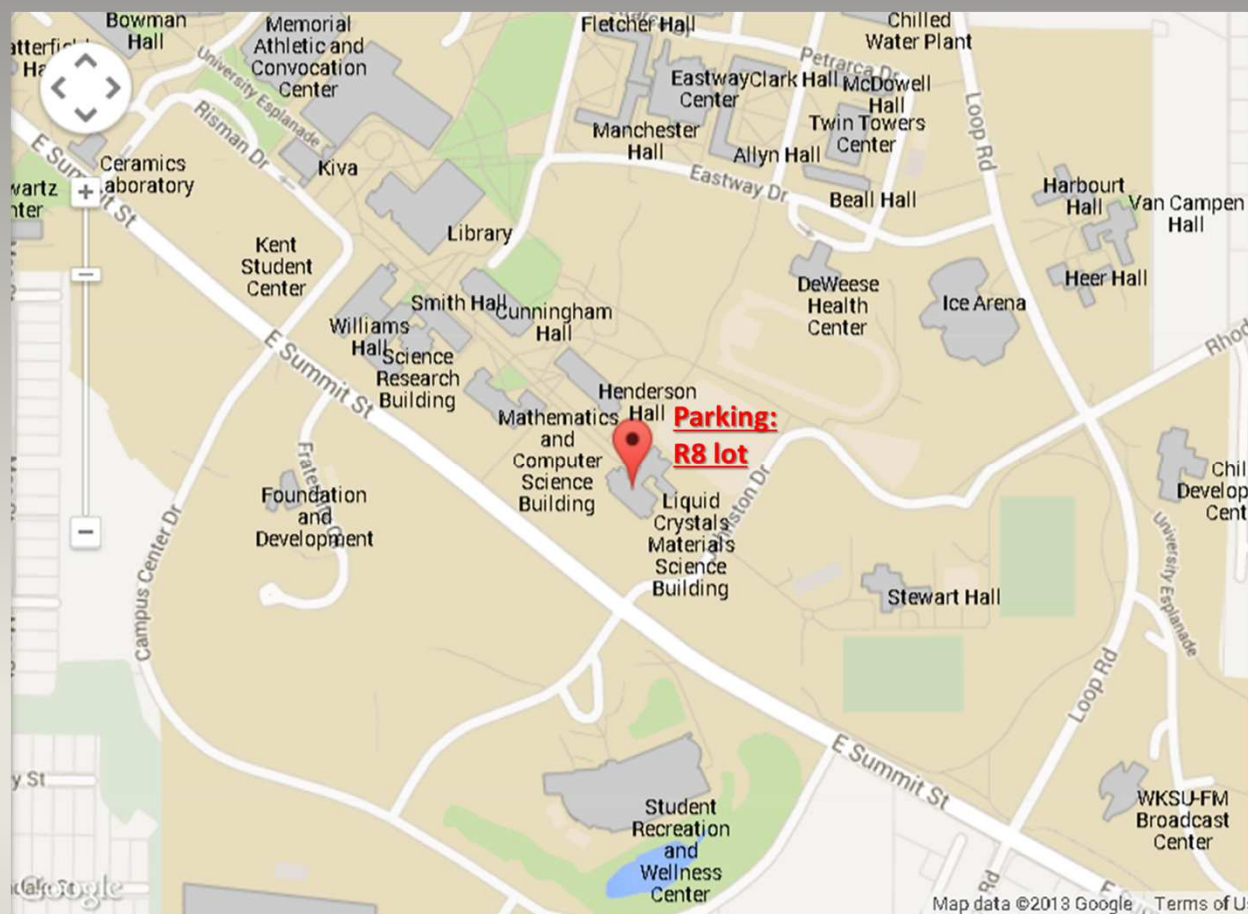 Bowman
Hall
Memorial
Athletic and
Convocation
Center
Fletcher Hall
Chilled
Water Plant
University Esplanade
Petrarca Dr
Eastway
Center
Clark Hall
McDowell
Hall
Risman Dr
Manchester
Hall
Twin Towers
Center
Loop Rd
E Summit St
Ceramics
Kiva
Allyn Hall
Eastway Dr
Beall Hall
Harbourt
Hall
Van Campen
Hall
Library
Kent
Student
Center
DeWeese
Health
Center
Heer Hall
Ice Arena
Smith Hall
Cunningham
Hall
Williams
Hall
Science
Research
Building
E Summit St
Henderson
Hall
Parking:
R8 lot
Mathematics
and
Computer
Science
Building
Foundation
and
Development
Liquid
Crystals
Materials
Science
Building
Campus Center Dr
University Esplanade
Stewart Hall
Loop Rd
E Summit St
Student
Recreation
and
Wellness
Center
WKSU-FM
Broadcast
Center
Google
Rd
Map data ©2013 Google
Terms of